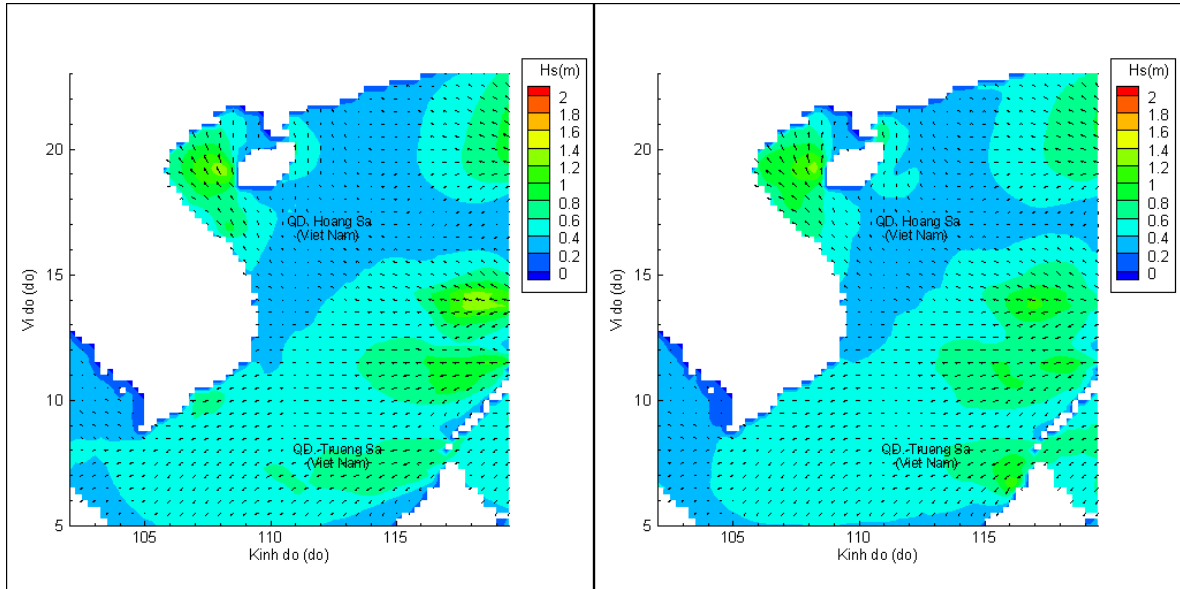 Hs(m)
2
1.8
1.6
1.4
1.2
1
0.8
0.6
0.4
0.2
0
20
15
10
5
Vi do (do)
QD. Hoang Sa
(Viet Nam)
QD. Truong Sa
(Viet Nam)
105
110
115
Kinh do (do)
Hs(m)
2
1.8
1.6
1.4
1.2
1
0.8
0.6
0.4
0.2
0
20
15
10
5
Vi do (do)
QD. Hoang Sa
(Viet Nam)
QD. Truong Sa
(Viet Nam)
105
110
115
Kinh do (do)